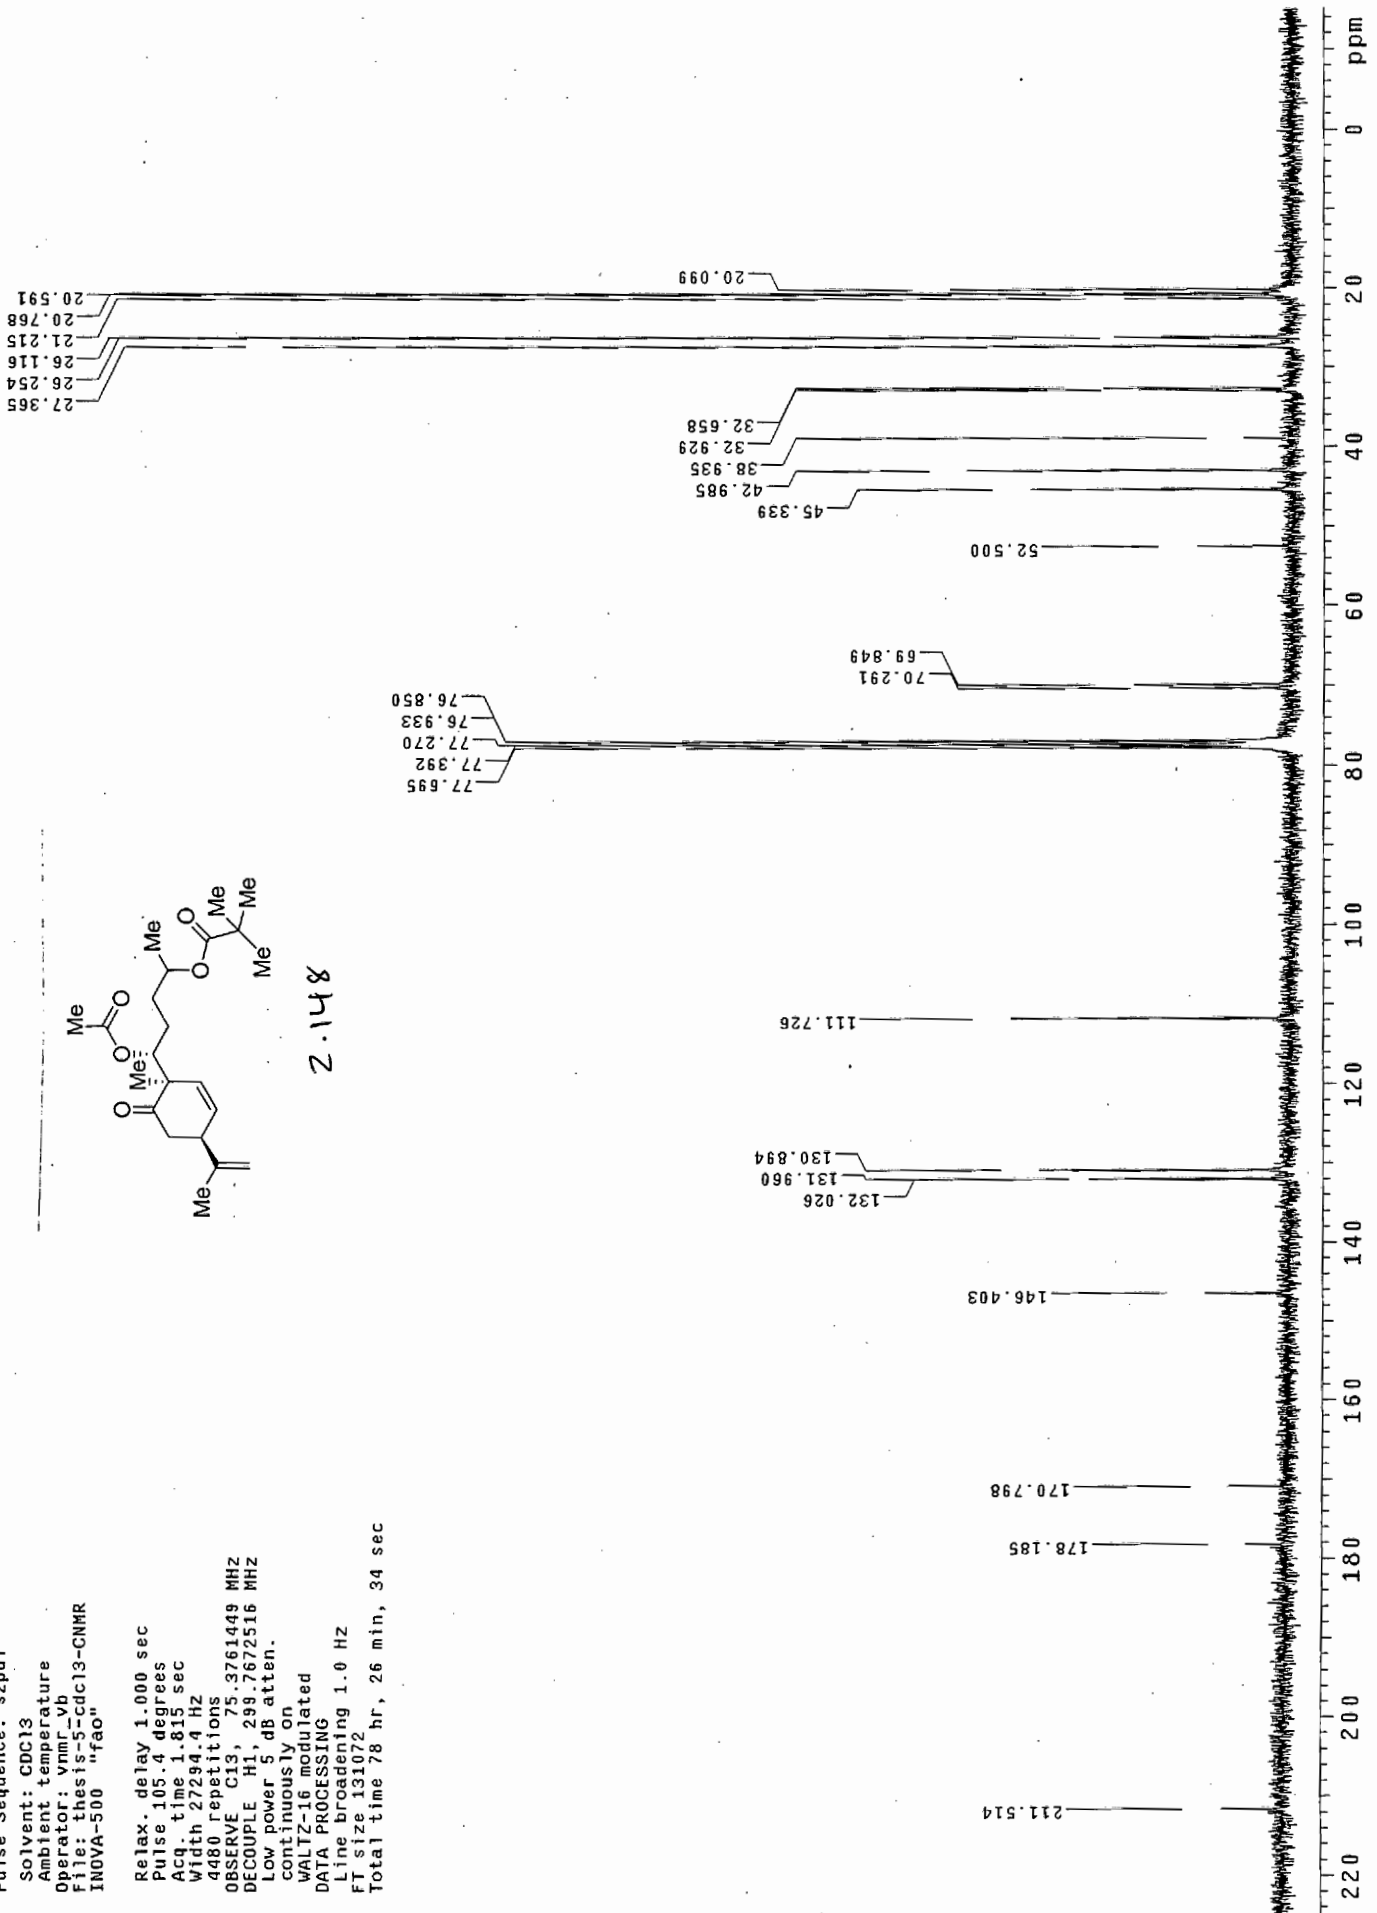 Solvent: CDCl3
Ambient temperature
Operator: vnmr_vb
File: thesis-5-cdcl3-CNMR
INOVA-500 "fao"
Relax. delay 1.000 sec
Pulse 105.4 degrees
Acq. time 1.815 sec
Width 27294.4 Hz
4480 repetitions
OBSERVE C13, 75.3761449 MHz
DECOUPLE H1, 299.7672516 MHz
Low power 5 dB atten.
continuously on
WALTZ-16 modulated
DATA PROCESSING
Line broadening 1.0 Hz
FT size 131072
Total time 78 hr, 26 min, 34 sec
Me
O
O
Me
O
Me
O
O
Me
Me
Me
Me
2.148
211.514
178.185
170.798
146.403
132.026
131.960
130.894
111.726
77.695
77.392
77.270
76.933
76.850
70.291
69.849
52.500
45.339
42.985
38.935
32.929
32.658
27.365
26.254
26.116
21.215
20.768
20.591
20.099
220
200
180
160
140
120
100
80
60
40
20
0
ppm